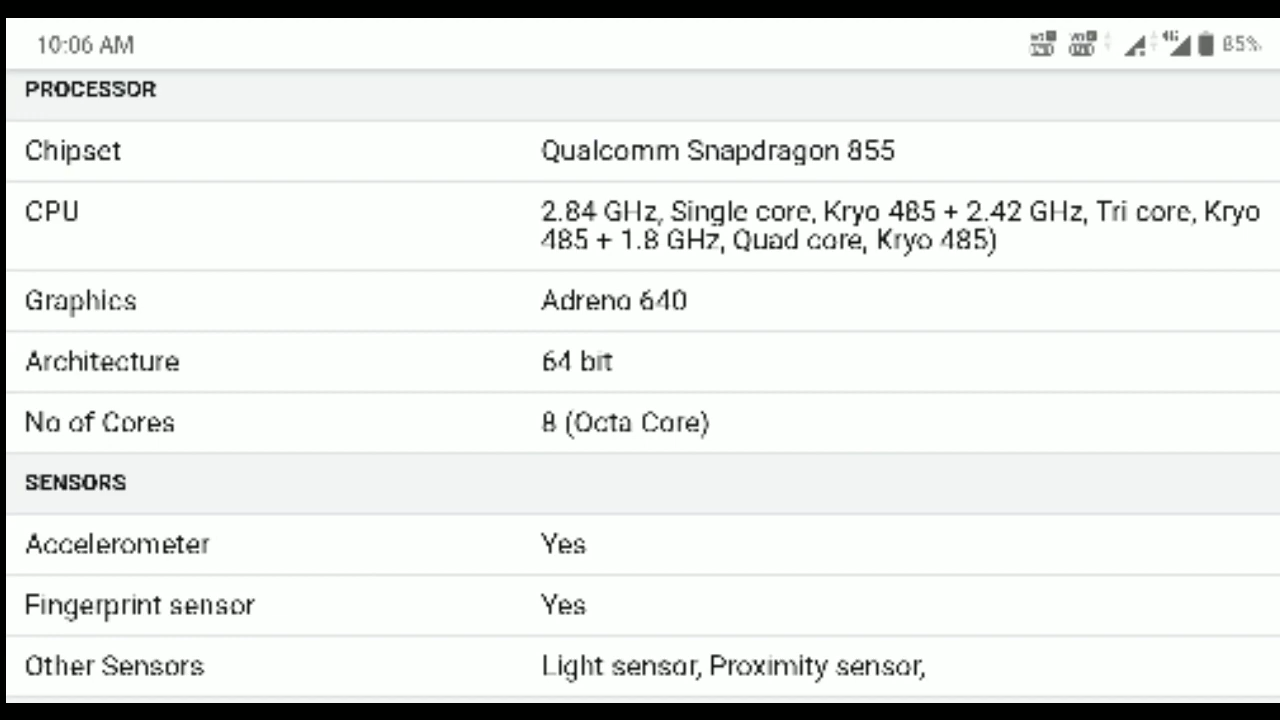 10:06 AM 85%
PROCESSOR
Chipset Qualcomm Snapdragon 855
CPU 2.84 GHz, Single core, Kryo 485 + 2.42 GHz, Tri core, Kryo
485 + 1.8 GHz, Quad core, Kryo 485)
Graphics Adreno 640
Architecture 64 bit
No of Cores 8 (Octa Core)
SENSORS
Accelerometer Yes
Fingerprint sensor Yes
Other Sensors Light sensor, Proximity sensor,